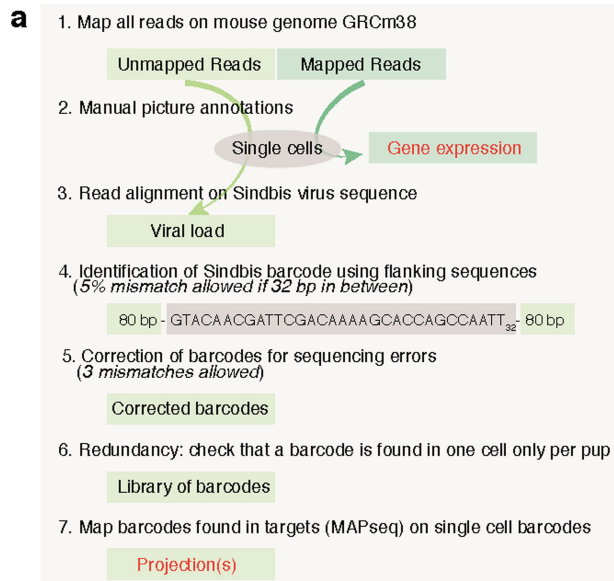 a
1. Map all reads on mouse genome GRCm38
Unmapped Reads Mapped Reads
2. Manual picture annotations
Single cells Gene expression
3. Read alignment on Sindbis virus sequence
Viral load
4. Identification of Sindbis barcode using flanking sequences
(5% mismatch allowed if 32 bp in between)
80 bp - GTACAACGATTCGACAAAAGCACCAGCCAATT32- 80 bp
5. Correction of barcodes for sequencing errors
(3 mismatches allowed)
Corrected barcodes
6. Redundancy: check that a barcode is found in one cell only per pup
Library of barcodes
7. Map barcodes found in targets (MAPseq) on single cell barcodes
Projection(s)